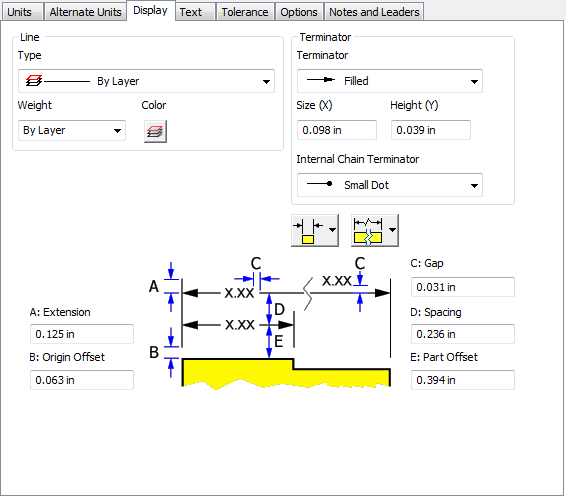 Units Alternate Units Display Text Tolerance Options Notes and Leaders
Line
Type
By Layer
Weight Color
By Layer
Terminator
Terminator
Filled
Size (X) Height (Y)
0.098 in 0.039 in
Internal Chain Terminator
Small Dot
A: Extension
0.125 in
B: Origin Offset
0.063 in
C C
A X.XX X.XX
D
X.XX
B E
C: Gap
0.031 in
D: Spacing
0.236 in
E: Part Offset
0.394 in